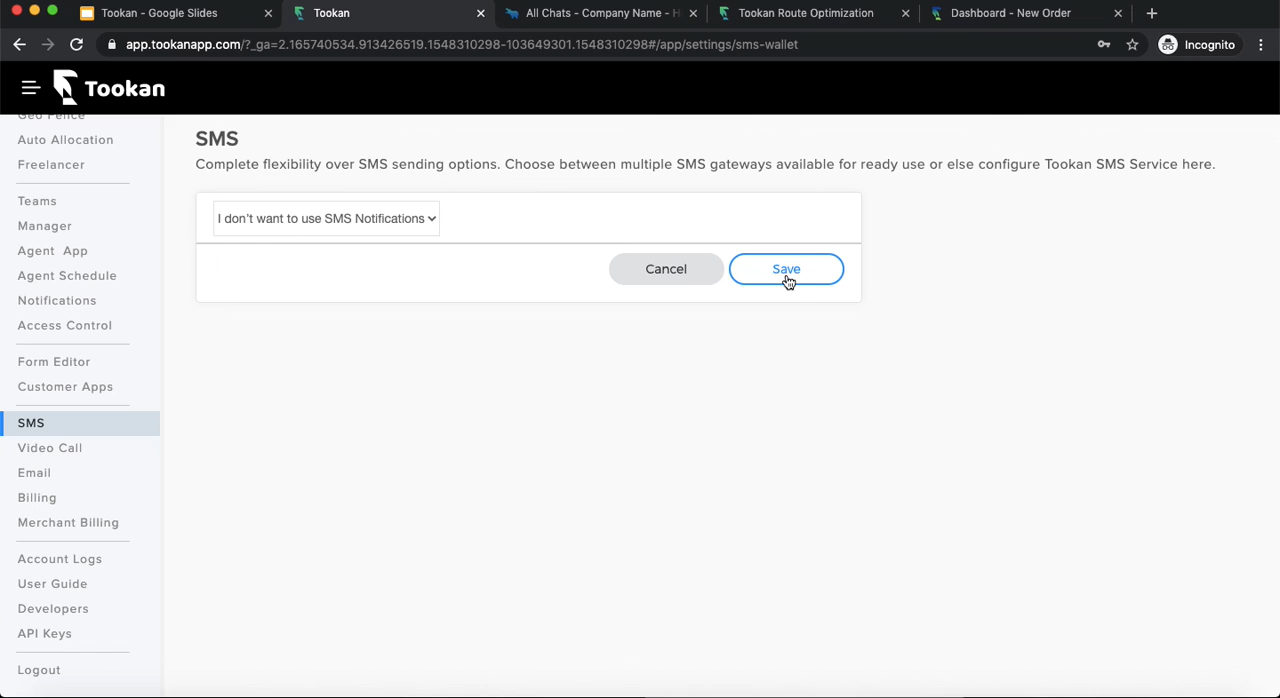 Tookan - Google Slides
Tookan
All Chats - Company Name - H
Tookan Route Optimization
Dashboard - New Order
app.tookanapp.com/?_ga=2.165740534.913426519.1548310298-103649301.1548310298#/app/settings/sms-wallet
Incognito
Tookan
Geo Fence
Auto Allocation
Freelancer
Teams
Manager
Agent App
Agent Schedule
Notifications
Access Control
Form Editor
Customer Apps
SMS
Video Call
Email
Billing
Merchant Billing
Account Logs
User Guide
Developers
API Keys
Logout
SMS
Complete flexibility over SMS sending options. Choose between multiple SMS gateways available for ready use or else configure Tookan SMS Service here.
I don't want to use SMS Notifications
Cancel
Save